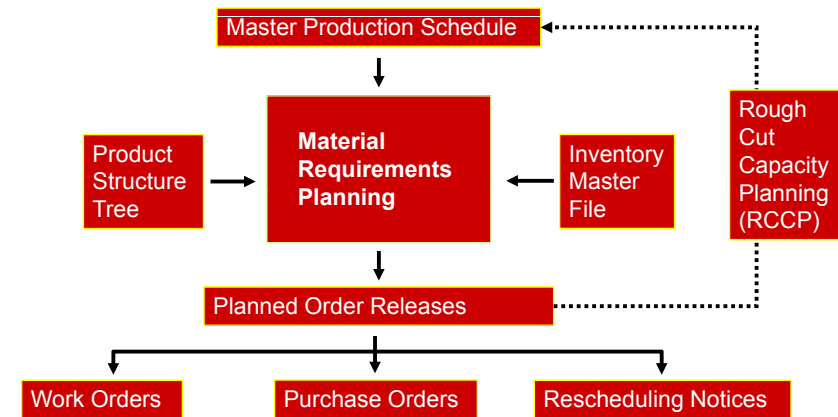 Master Production Schedule
Material
Requirements
Planning
Product
Structure
Tree
Inventory
Master
File
Rough
Cut
Capacity
Planning
(RCCP)
Planned Order Releases
Work Orders
Purchase Orders
Rescheduling Notices